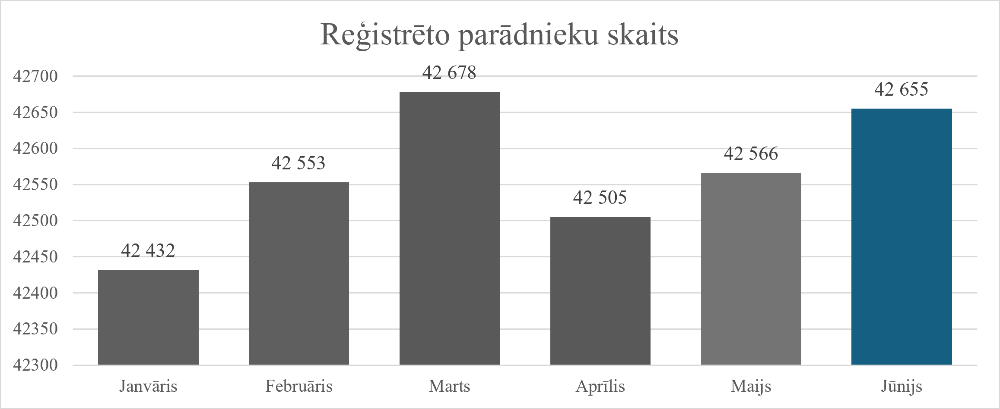 Reģistrēto parādnieku skaits
42700
42650
42600
42550
42500
42450
42400
42350
42300
42 432
42 553
42 678
42 505
42 566
42 655
Janvāris
Februāris
Marts
Aprīlis
Maijs
Jūnijs